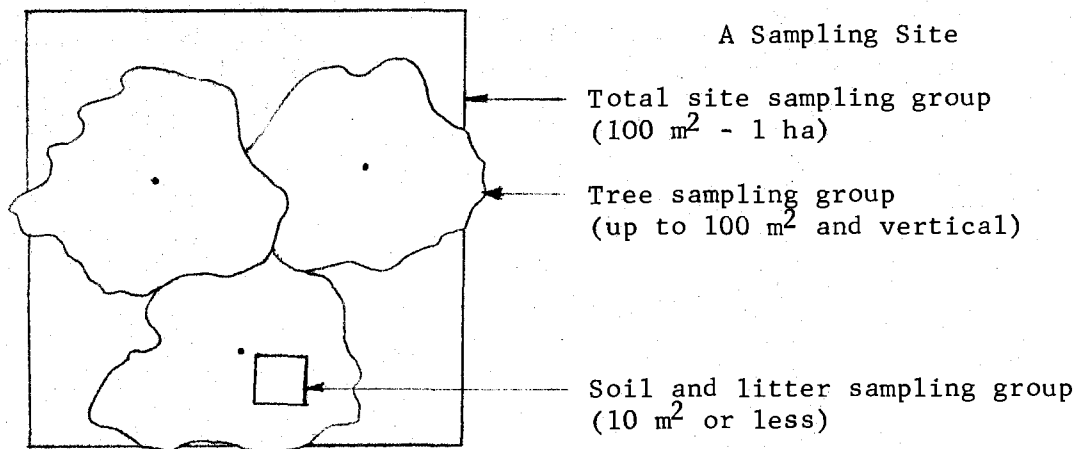 A Sampling Site
Total site sampling group
(100 m² - 1 ha)
Tree sampling group
(up to 100 m² and vertical)
Soil and litter sampling group
(10 m² or less)